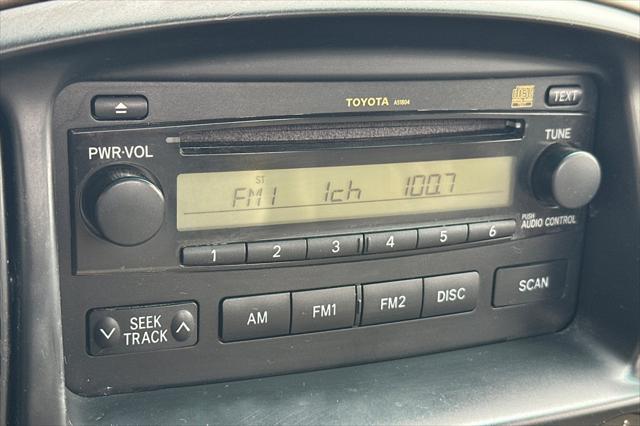 TOYOTA A51804
TEXT
PWR·VOL
TUNE
ST
FM1 1ch 100.7
PUSH
AUDIO CONTROL
1 2 3 4 5 6
SEEK
TRACK
AM FM1 FM2 DISC SCAN